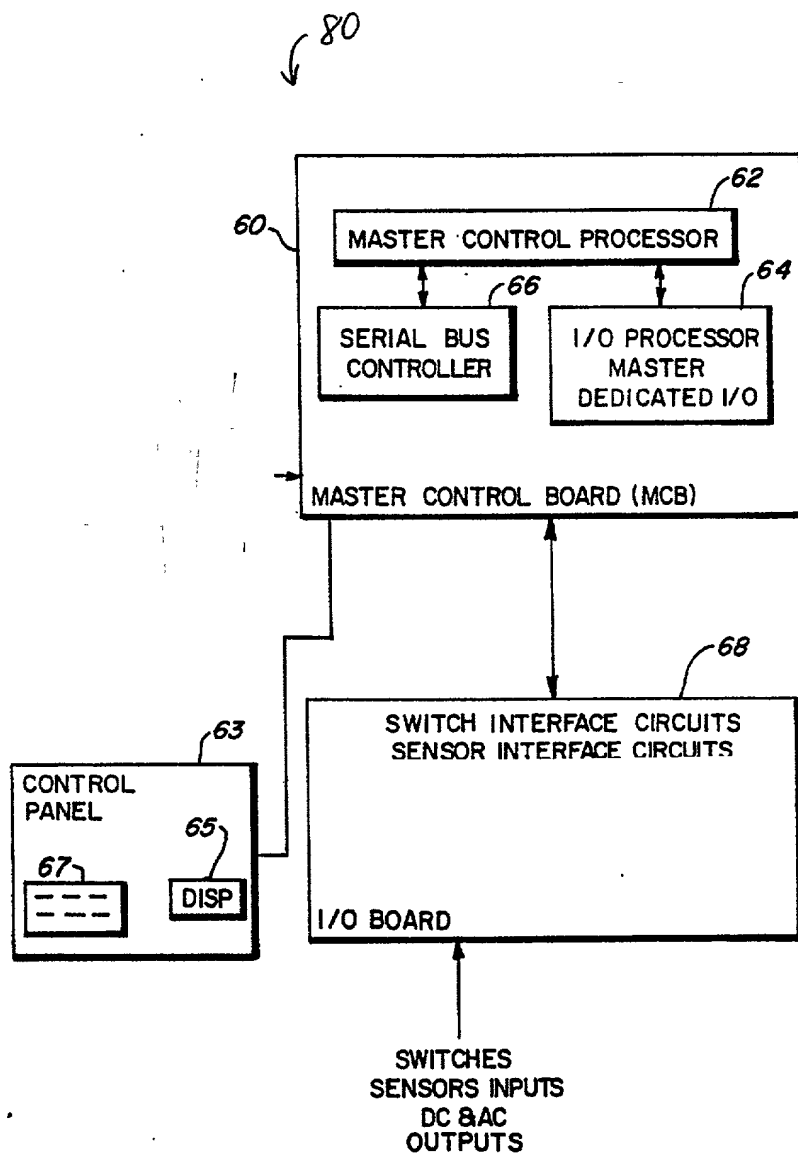 80
62
60
MASTER CONTROL PROCESSOR
66
64
SERIAL BUS
CONTROLLER
I/O PROCESSOR
MASTER
DEDICATED I/O
MASTER CONTROL BOARD (MCB)
68
SWITCH INTERFACE CIRCUITS
SENSOR INTERFACE CIRCUITS
63
CONTROL
PANEL
65
67
DISP
I/O BOARD
SWITCHES
SENSORS INPUTS
DC & AC
OUTPUTS